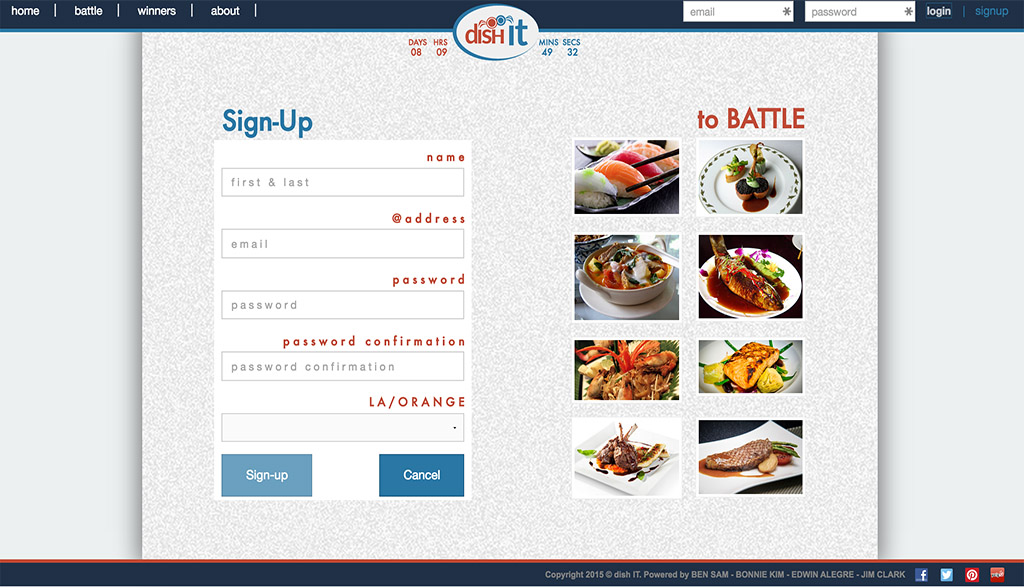 home | battle | winners | about |
email * password * login | signup
dish it
DAYS HRS MINS SECS
08 09 49 32
Sign-Up
to BATTLE
name
first & last
@address
email
password
password
password confirmation
password confirmation
LA/ORANGE
Sign-up Cancel
Copyright 2015 © dish IT. Powered by BEN SAM - BONNIE KIM - EDWIN ALEGRE - JIM CLARK